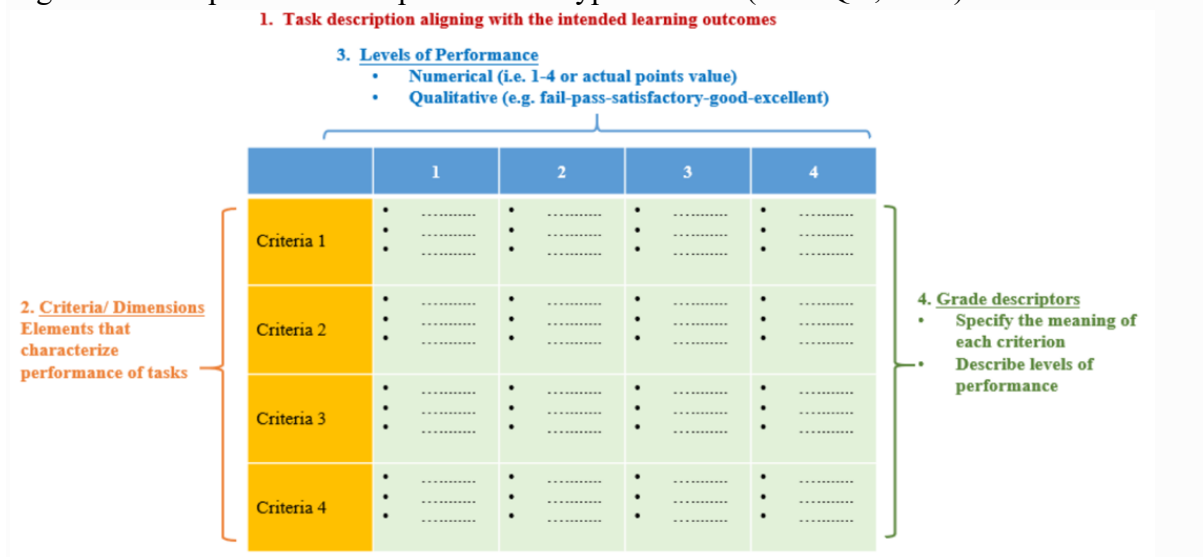 1. Task description aligning with the intended learning outcomes
3. Levels of Performance
• Numerical (i.e. 1-4 or actual points value)
• Qualitative (e.g. fail-pass-satisfactory-good-excellent)
1 2 3 4
Criteria 1
• ---------- • ---------- • ---------- • ----------
• ---------- • ---------- • ---------- • ----------
• ---------- • ---------- • ---------- • ----------
2. Criteria/ Dimensions
Elements that
characterize
performance of tasks
Criteria 2
• ---------- • ---------- • ---------- • ----------
• ---------- • ---------- • ---------- • ----------
• ---------- • ---------- • ---------- • ----------
Criteria 3
• ---------- • ---------- • ---------- • ----------
• ---------- • ---------- • ---------- • ----------
• ---------- • ---------- • ---------- • ----------
Criteria 4
• ---------- • ---------- • ---------- • ----------
• ---------- • ---------- • ---------- • ----------
• ---------- • ---------- • ---------- • ----------
4. Grade descriptors
• Specify the meaning of
each criterion
• Describe levels of
performance